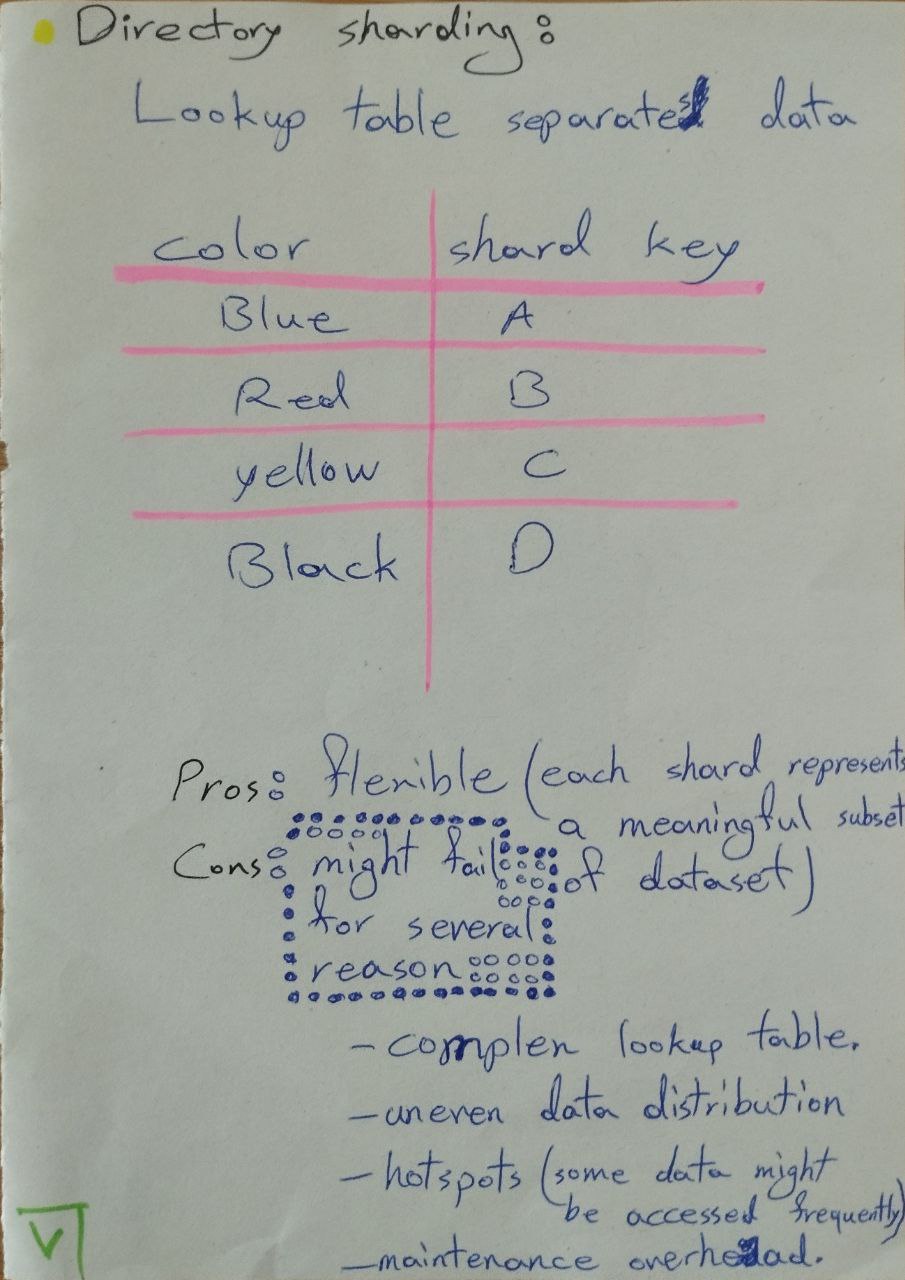 Directory sharding:
Lookup table separates data
color shard key
Blue A
Red B
yellow C
Black D
Pros: flexible (each shard represents
a meaningful subset
of dataset)
Cons: might fail
for several
reason
- complex lookup table.
- uneven data distribution
- hotspots (some data might
be accessed frequently)
- maintenance overhead.
V